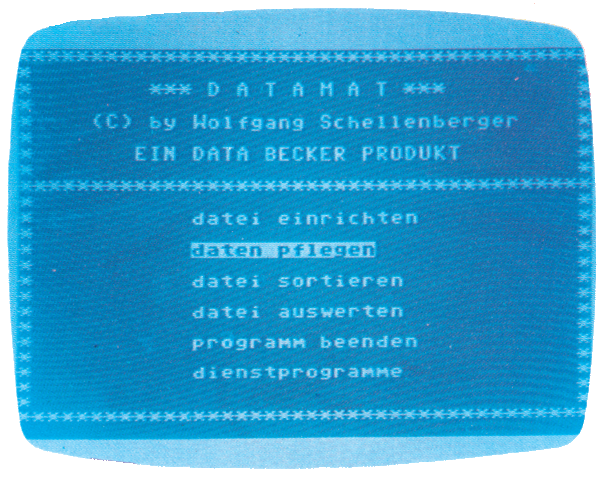 *** D A T A M A T ***
(C) by Wolfgang Schellenberger
EIN DATA BECKER PRODUKT
datei einrichten
daten pflegen
datei sortieren
datei auswerten
programm beenden
dienstprogramme